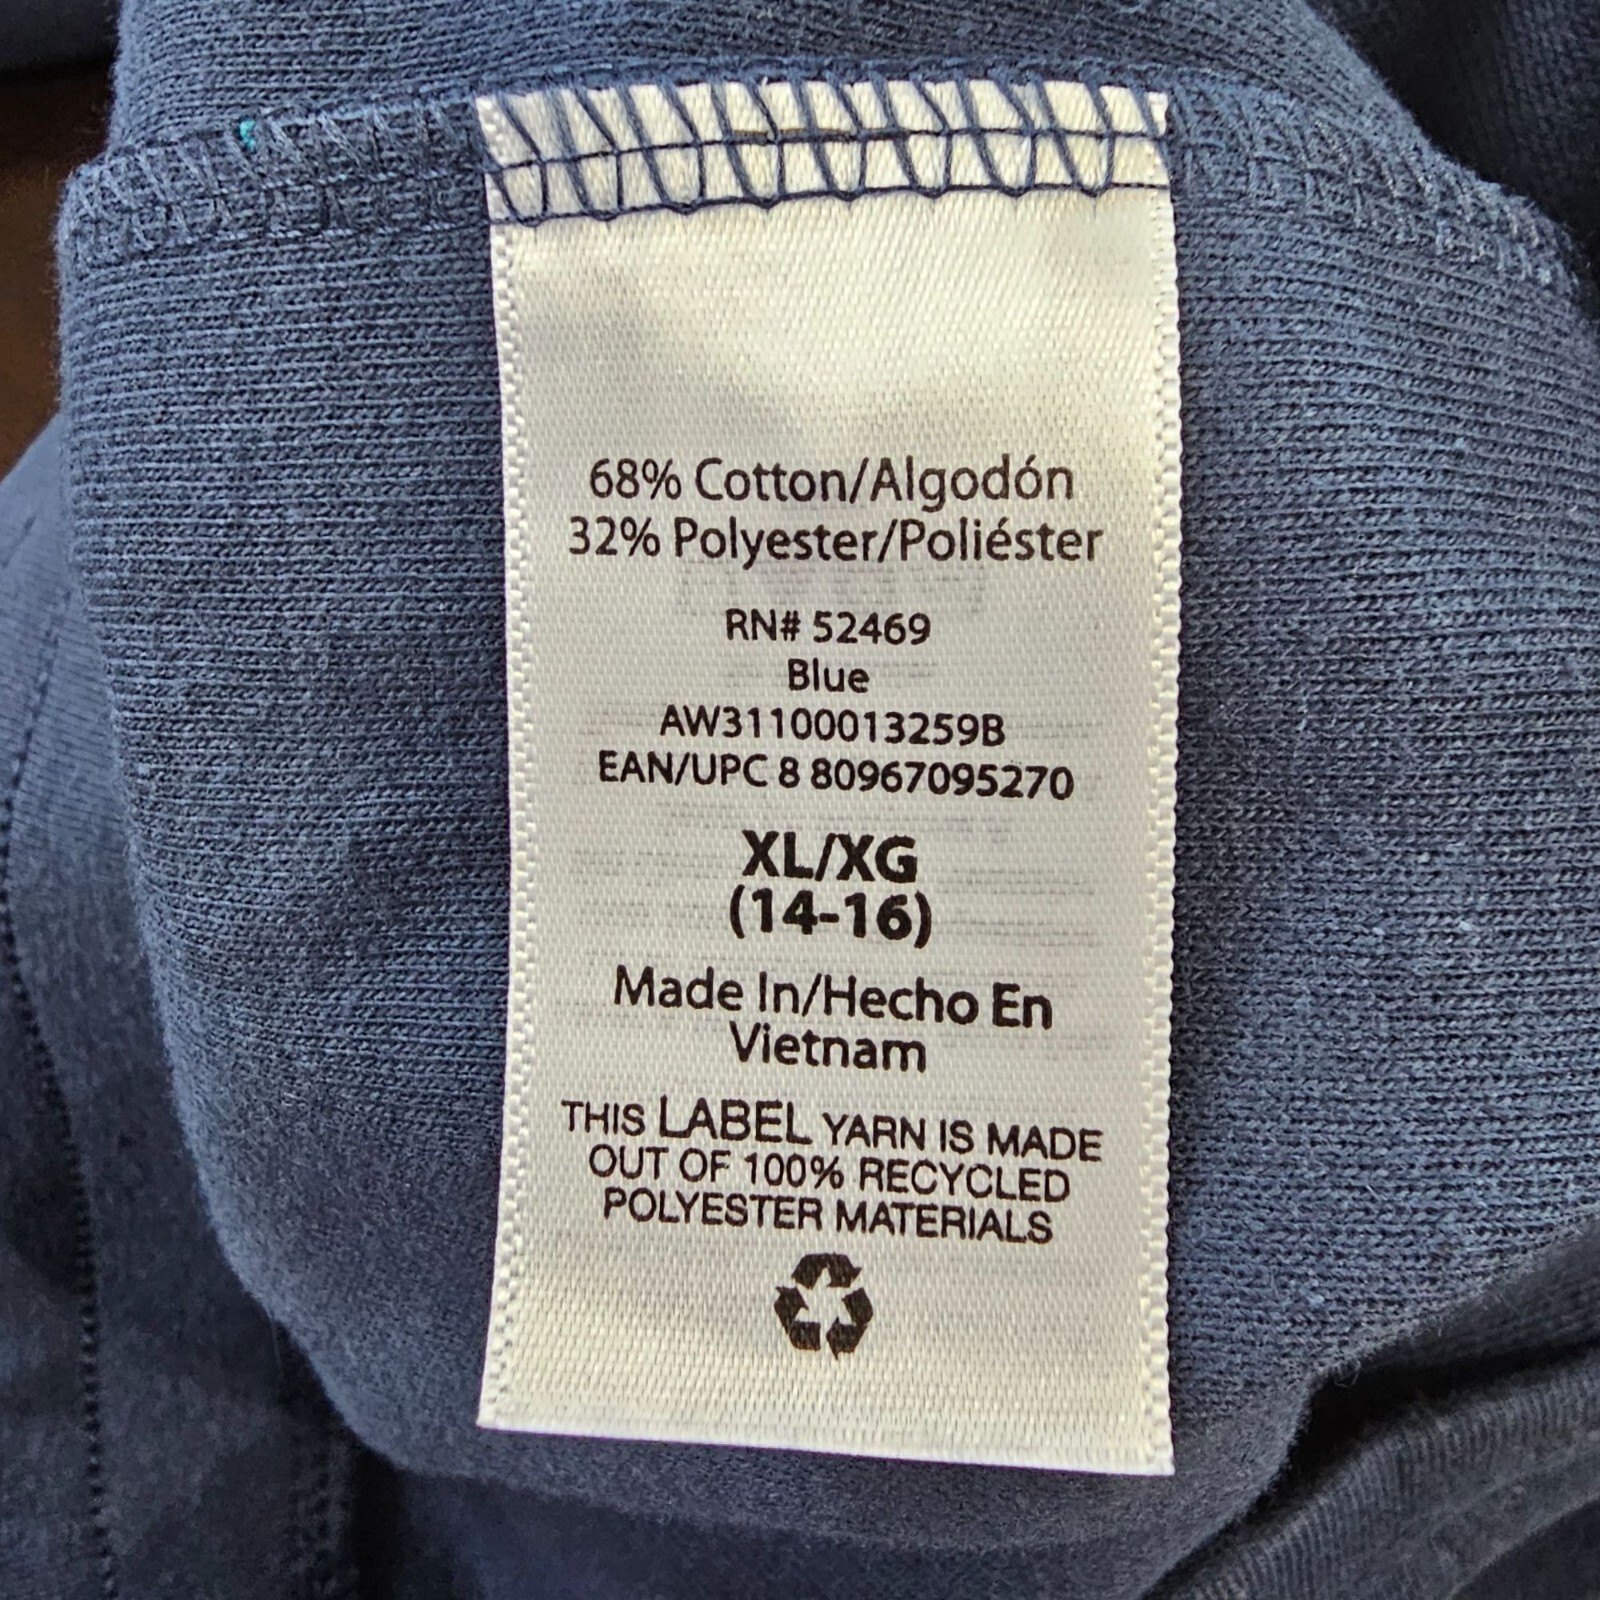 68% Cotton/Algodón
32% Polyester/Poliéster
RN# 52469
Blue
AW31100013259B
EAN/UPC 8 80967095270
XL/XG
(14-16)
Made In/Hecho En
Vietnam
THIS LABEL YARN IS MADE
OUT OF 100% RECYCLED
POLYESTER MATERIALS